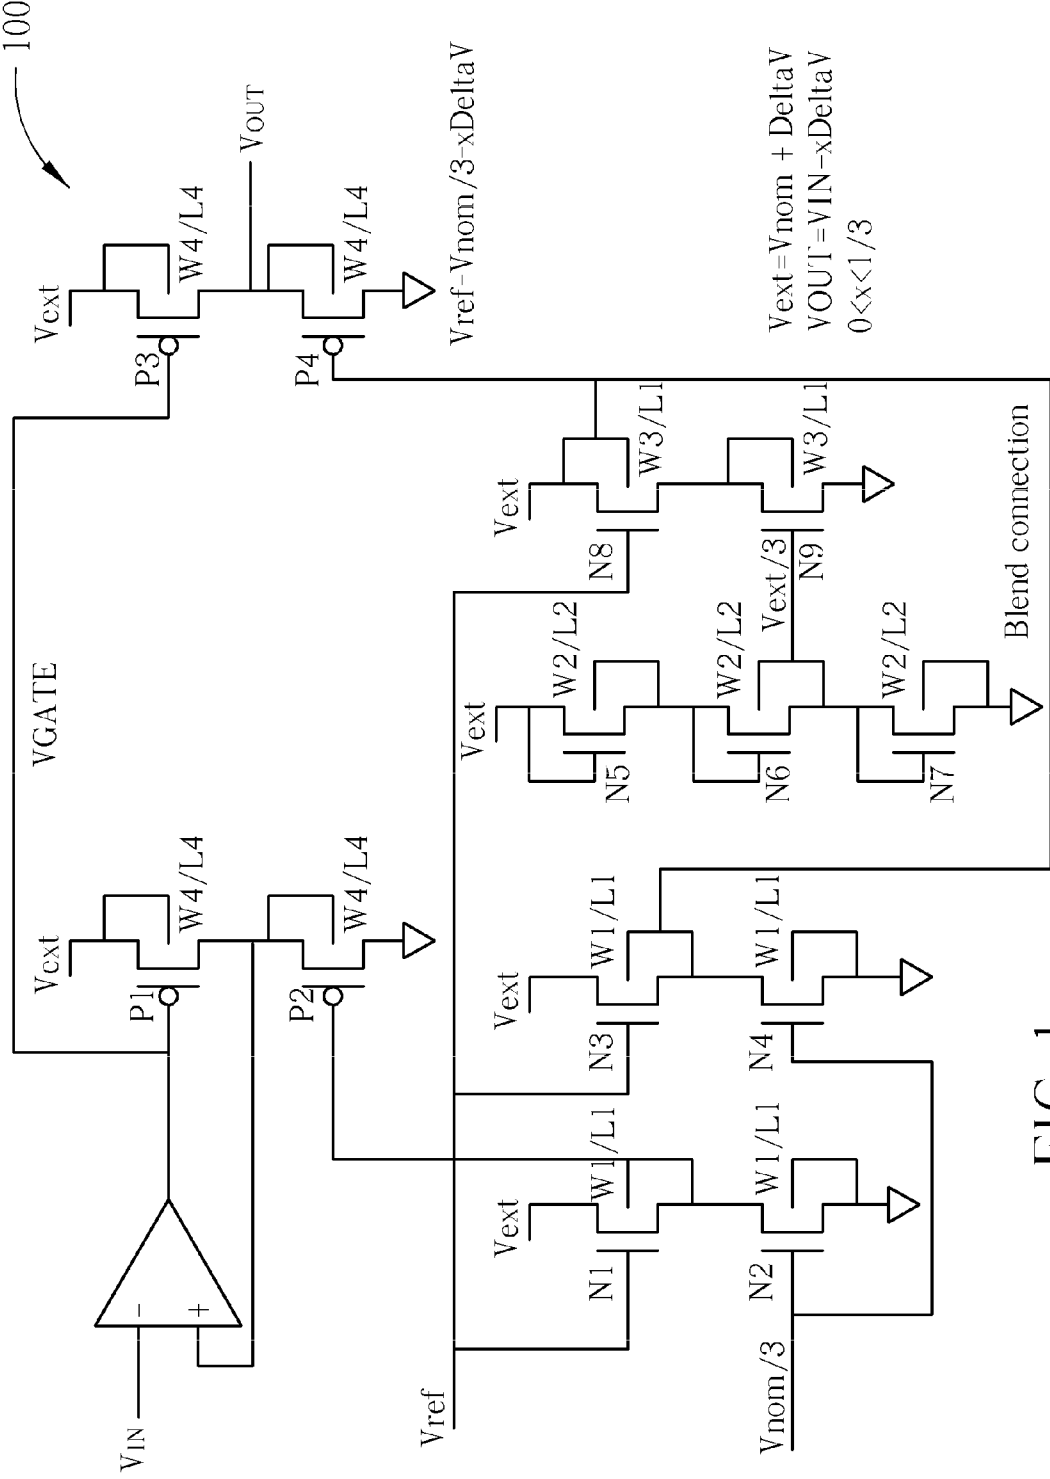 100
VGATE
Vext
Vext
VIN
-
+
P1
W4/L4
P3
W4/L4
VOUT
P2
W4/L4
P4
W4/L4
Vref
Vref-Vnom/3-xDeltaV
Vext
Vext
Vext
Vext
N1
W1/L1
N3
W1/L1
N5
W2/L2
N8
W3/L1
Vnom/3
N2
W1/L1
N4
W1/L1
N6
W2/L2
Vext/3
N9
W3/L1
N7
W2/L2
Vext=Vnom+DeltaV
VOUT=VIN-xDeltaV
0<x<1/3
Blend connection
FIG. 1